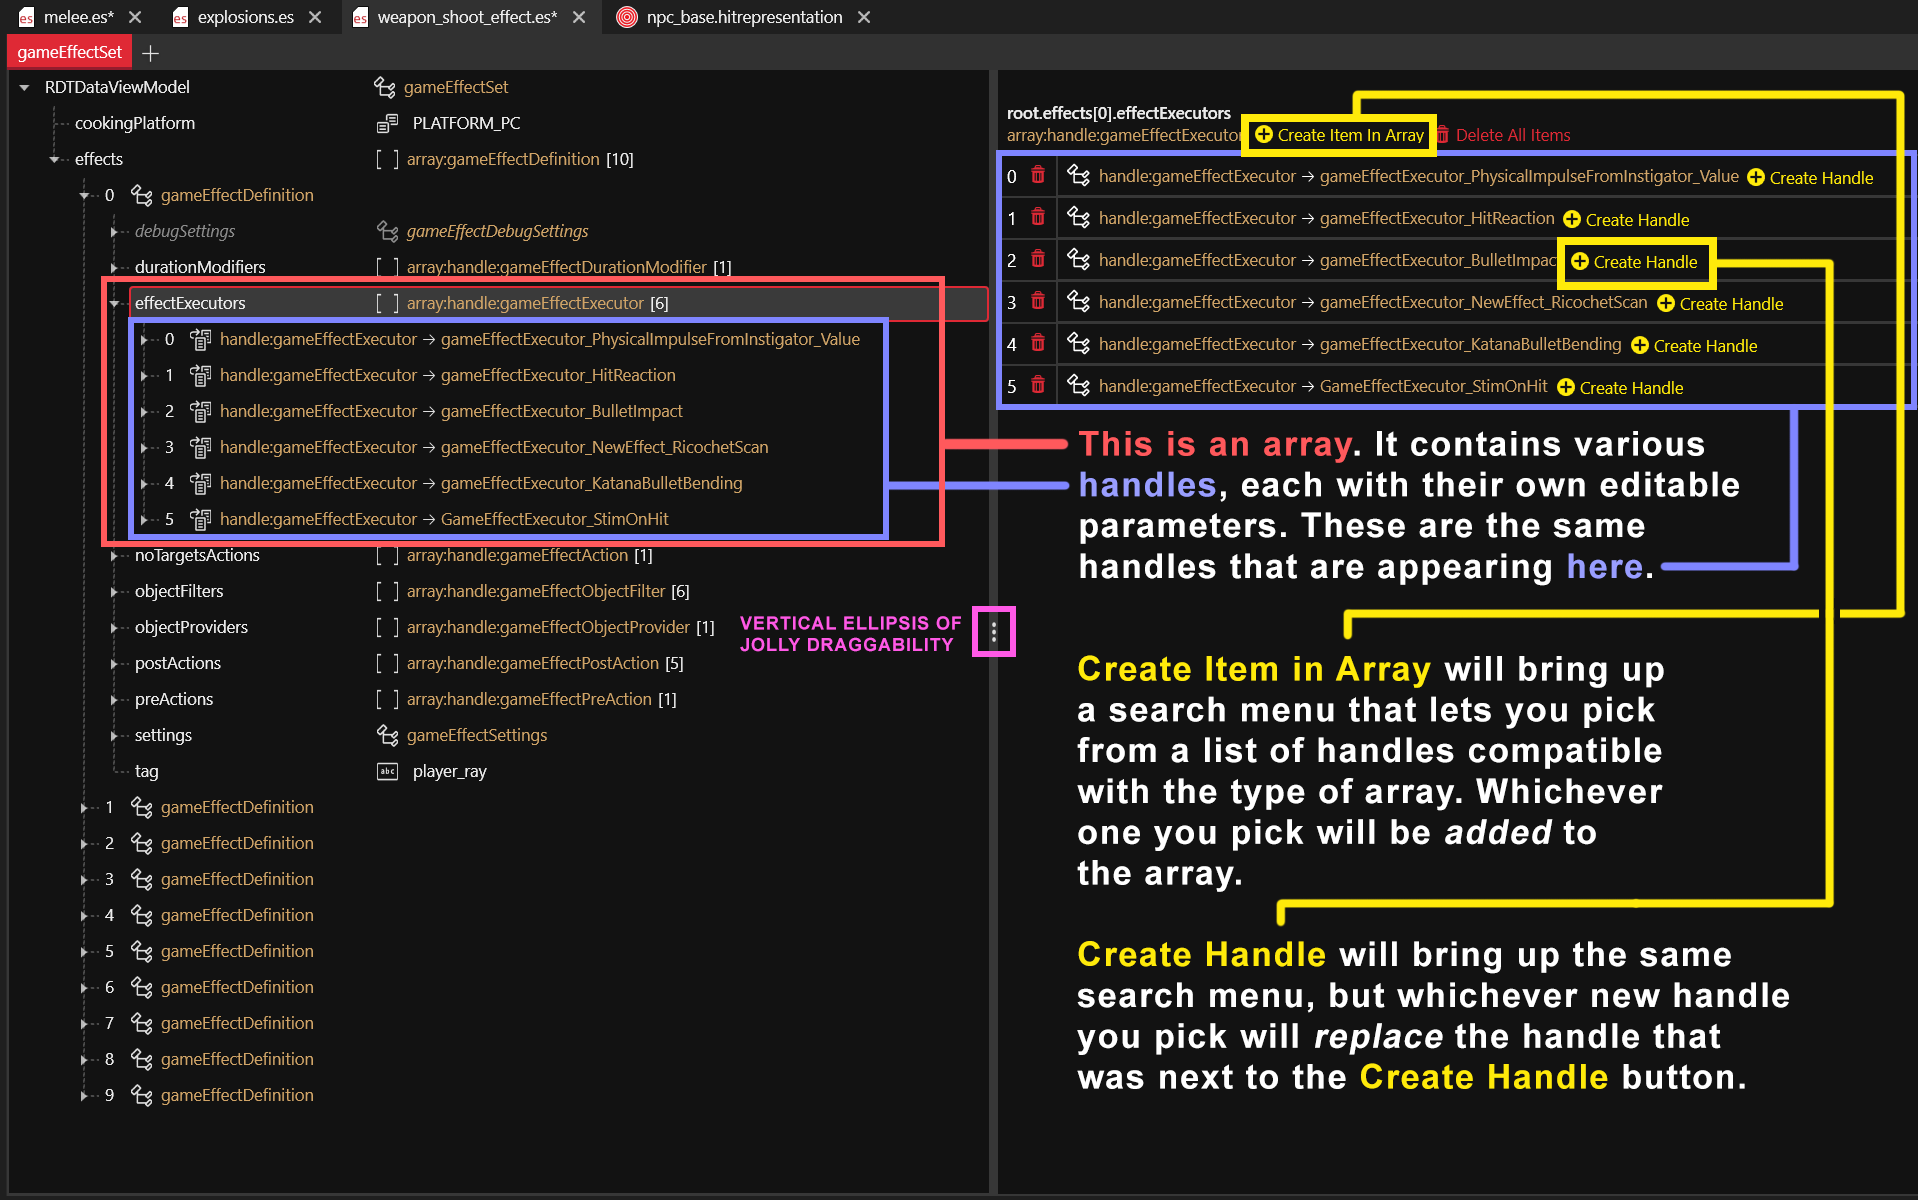 melee.es*
explosions.es
weapon_shoot_effect.es*
npc_base.hitrepresentation
gameEffectSet
RDTDataViewModel gameEffectSet
cookingPlatform PLATFORM_PC
effects [ ] array:gameEffectDefinition [10]
0 gameEffectDefinition
debugSettings gameEffectDebugSettings
durationModifiers [ ] array:handle:gameEffectDurationModifier [1]
effectExecutors [ ] array:handle:gameEffectExecutor [6]
0 handle:gameEffectExecutor → gameEffectExecutor_PhysicalImpulseFromInstigator_Value
1 handle:gameEffectExecutor → gameEffectExecutor_HitReaction
2 handle:gameEffectExecutor → gameEffectExecutor_BulletImpact
3 handle:gameEffectExecutor → gameEffectExecutor_NewEffect_RicochetScan
4 handle:gameEffectExecutor → gameEffectExecutor_KatanaBulletBending
5 handle:gameEffectExecutor → GameEffectExecutor_StimOnHit
noTargetsActions [ ] array:handle:gameEffectAction [1]
objectFilters [ ] array:handle:gameEffectObjectFilter [6]
objectProviders [ ] array:handle:gameEffectObjectProvider [1]
postActions [ ] array:handle:gameEffectPostAction [5]
preActions [ ] array:handle:gameEffectPreAction [1]
settings gameEffectSettings
tag abc player_ray
1 gameEffectDefinition
2 gameEffectDefinition
3 gameEffectDefinition
4 gameEffectDefinition
5 gameEffectDefinition
6 gameEffectDefinition
7 gameEffectDefinition
8 gameEffectDefinition
9 gameEffectDefinition
VERTICAL ELLIPSIS OF
JOLLY DRAGGABILITY
root.effects[0].effectExecutors
array:handle:gameEffectExecutor Create Item In Array Delete All Items
0 handle:gameEffectExecutor → gameEffectExecutor_PhysicalImpulseFromInstigator_Value Create Handle
1 handle:gameEffectExecutor → gameEffectExecutor_HitReaction Create Handle
2 handle:gameEffectExecutor → gameEffectExecutor_BulletImpac Create Handle
3 handle:gameEffectExecutor → gameEffectExecutor_NewEffect_RicochetScan Create Handle
4 handle:gameEffectExecutor → gameEffectExecutor_KatanaBulletBending Create Handle
5 handle:gameEffectExecutor → GameEffectExecutor_StimOnHit Create Handle
This is an array. It contains various
handles, each with their own editable
parameters. These are the same
handles that are appearing here.
Create Item in Array will bring up
a search menu that lets you pick
from a list of handles compatible
with the type of array. Whichever
one you pick will be added to
the array.
Create Handle will bring up the same
search menu, but whichever new handle
you pick will replace the handle that
was next to the Create Handle button.